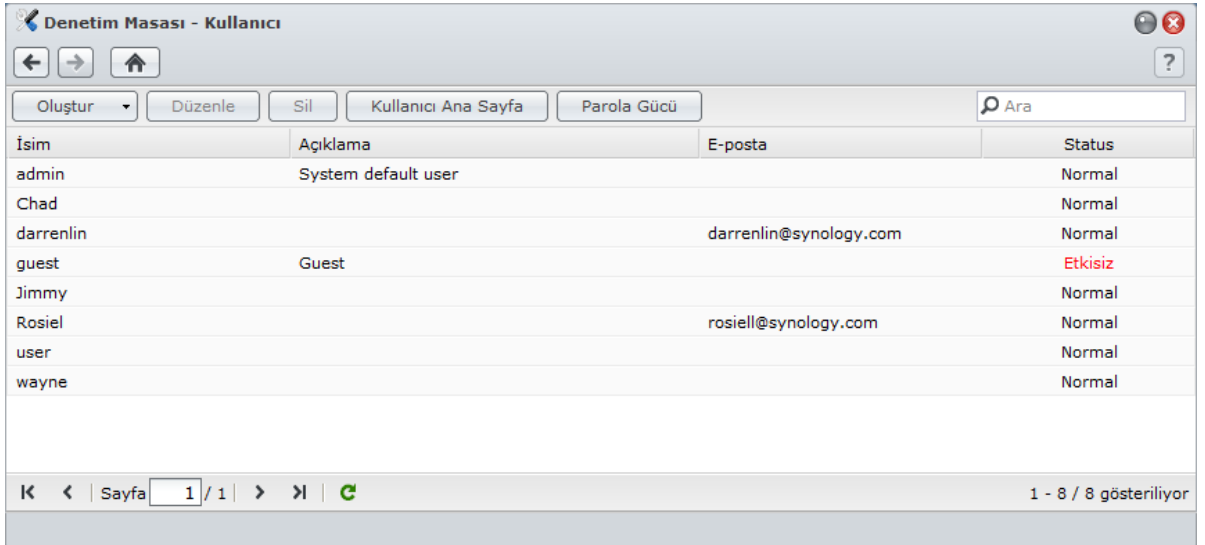 Denetim Masası - Kullanıcı
?
Oluştur Düzenle Sil Kullanıcı Ana Sayfa Parola Gücü Ara
İsim Açıklama E-posta Status
admin System default user Normal
Chad Normal
darrenlin darrenlin@synology.com Normal
guest Guest Etkisiz
Jimmy Normal
Rosiel rosiell@synology.com Normal
user Normal
wayne Normal
Sayfa 1 / 1 1 - 8 / 8 gösteriliyor